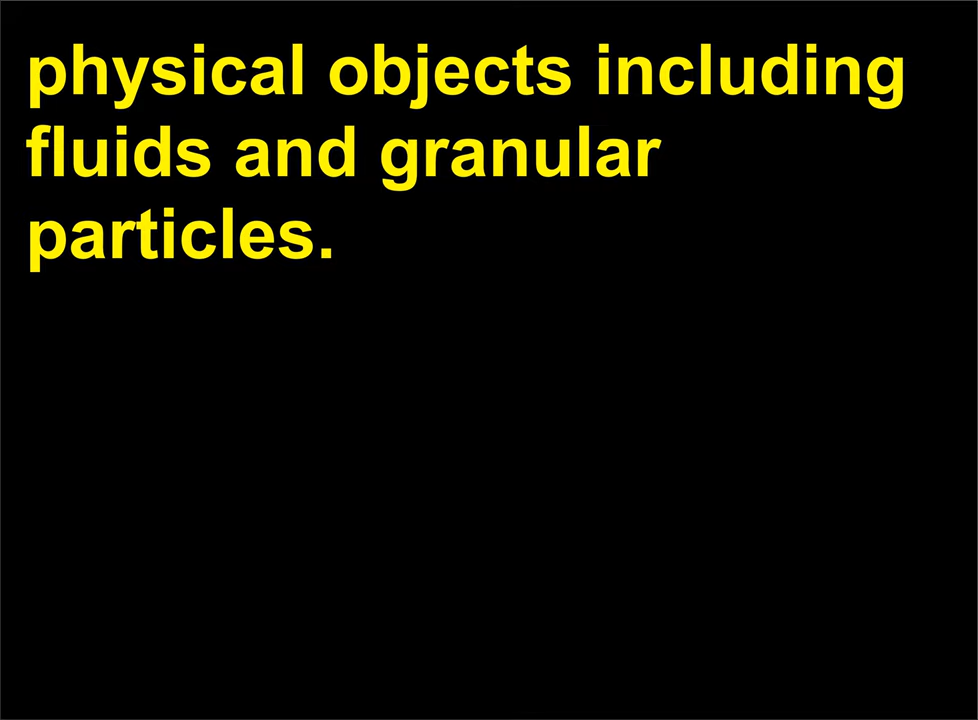 physical objects including
fluids and granular
particles.